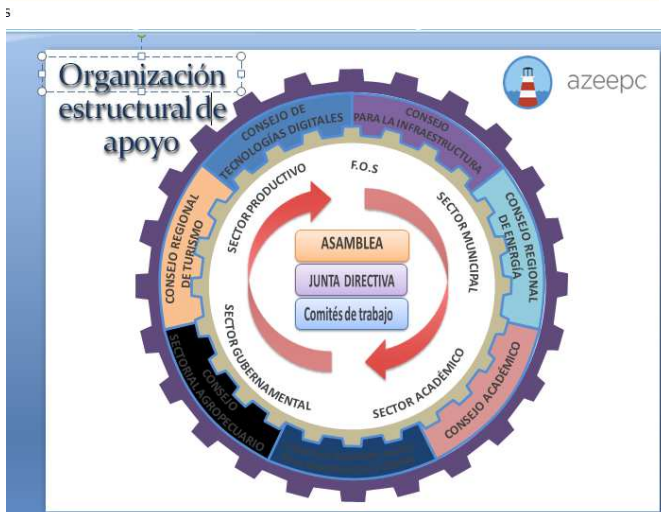 s
Organización
estructural de
apoyo
azeepc
CONSEJO DE
TECNOLOGÍAS DIGITALES
CONSEJO
PARA LA INFRAESTRUCTURA
CONSEJO REGIONAL
DE ENERGÍA
CONSEJO ACADÉMICO
CONSEJO
SECTORIAL AGROPECUARIO
CONSEJO REGIONAL
DE TURISMO
F.O.S
SECTOR MUNICIPAL
SECTOR ACADÉMICO
SECTOR GUBERNAMENTAL
SECTOR PRODUCTIVO
ASAMBLEA
JUNTA DIRECTIVA
Comités de trabajo